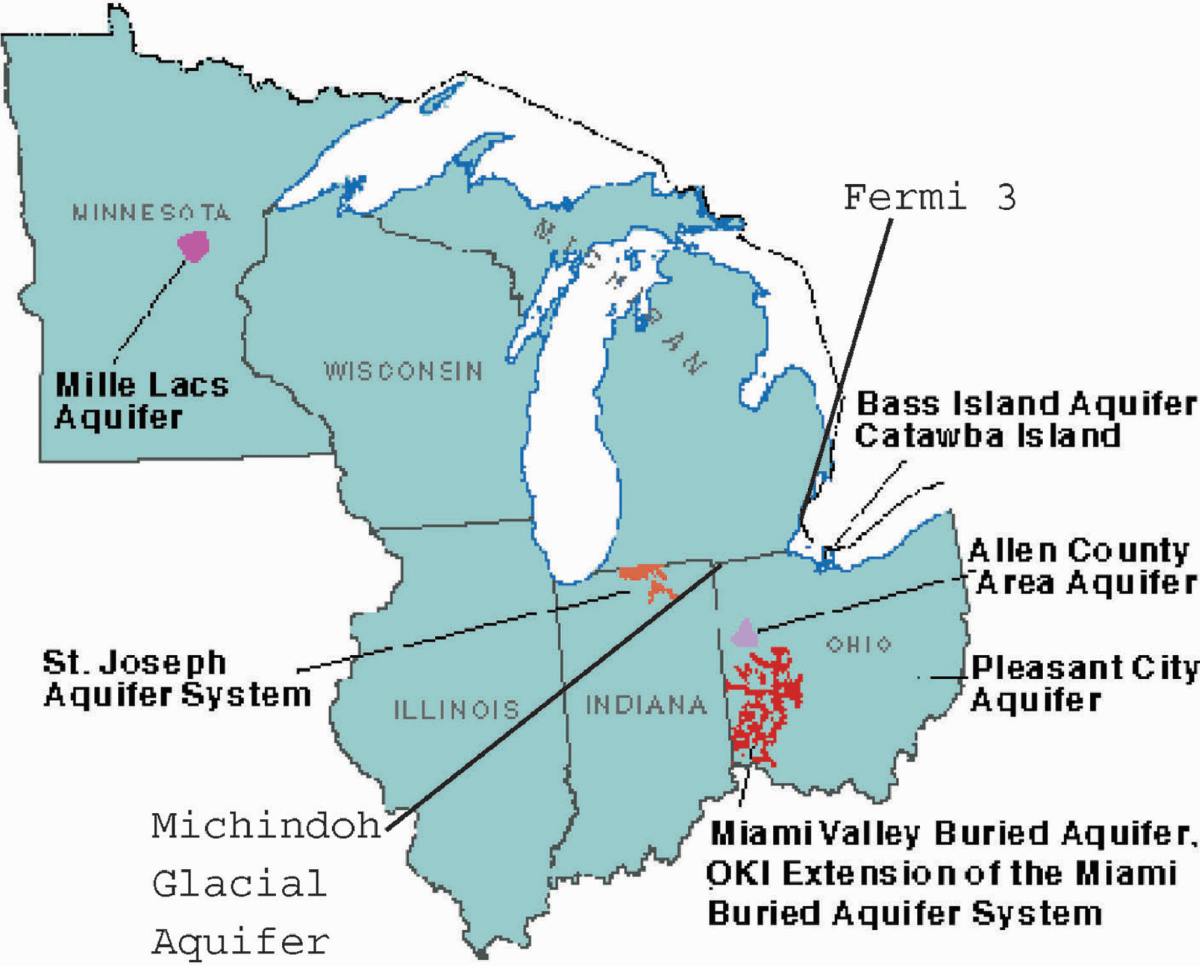 Fermi 3
MINNESOTA
MICHIGAN
WISCONSIN
Mille Lacs
Aquifer
Bass Island Aquifer
Catawba Island
Allen County
Area Aquifer
St. Joseph
Aquifer System
OHIO
Pleasant City
Aquifer
ILLINOIS
INDIANA
Michindoh
Glacial
Aquifer
Miami Valley Buried Aquifer,
OKI Extension of the Miami
Buried Aquifer System